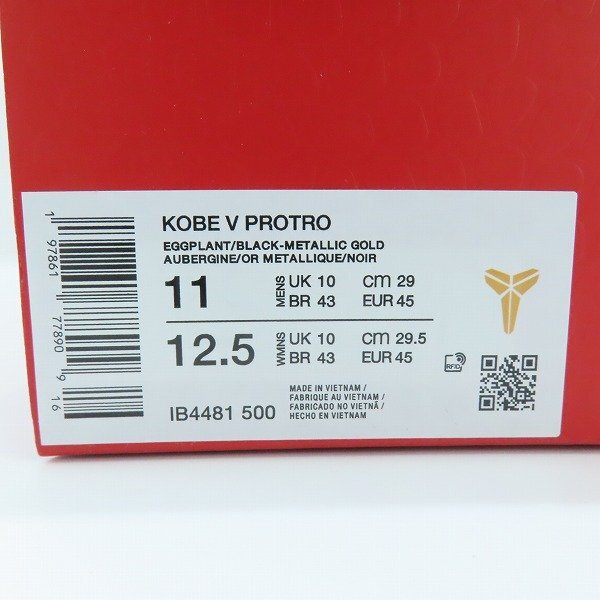 KOBE V PROTRO
EGGPLANT/BLACK-METALLIC GOLD
AUBERGINE/OR METALLIQUE/NOIR
11 MENS UK 10 cm 29
BR 43 EUR 45
12.5 WMNS UK 10 cm 29.5
BR 43 EUR 45
RFID
IB4481 500
MADE IN VIETNAM /
FABRIQUE AU VIETNAM /
FABRICADO NO VIETNÃ /
HECHO EN VIETNAM
1 97861 77890 9 16